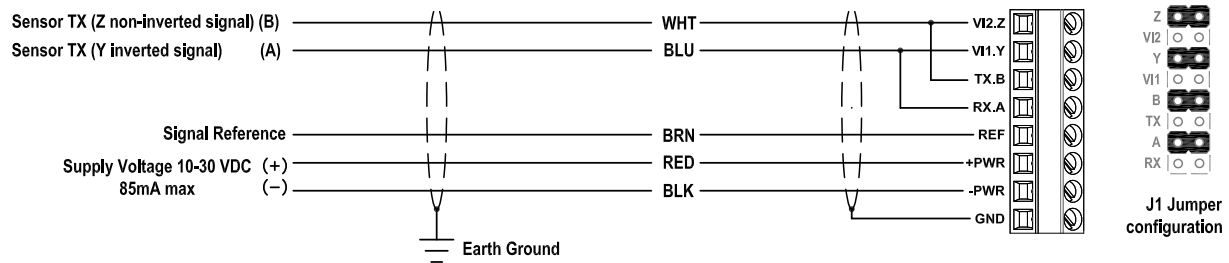 Sensor TX (Z non-inverted signal) (B)
WHT
VI2.Z
Sensor TX (Y inverted signal) (A)
BLU
VI1.Y
TX.B
RX.A
Signal Reference
BRN
REF
Supply Voltage 10-30 VDC (+)
RED
+PWR
85mA max (−)
BLK
-PWR
GND
Earth Ground
Z
VI2
Y
VI1
B
TX
A
RX
J1 Jumper
configuration